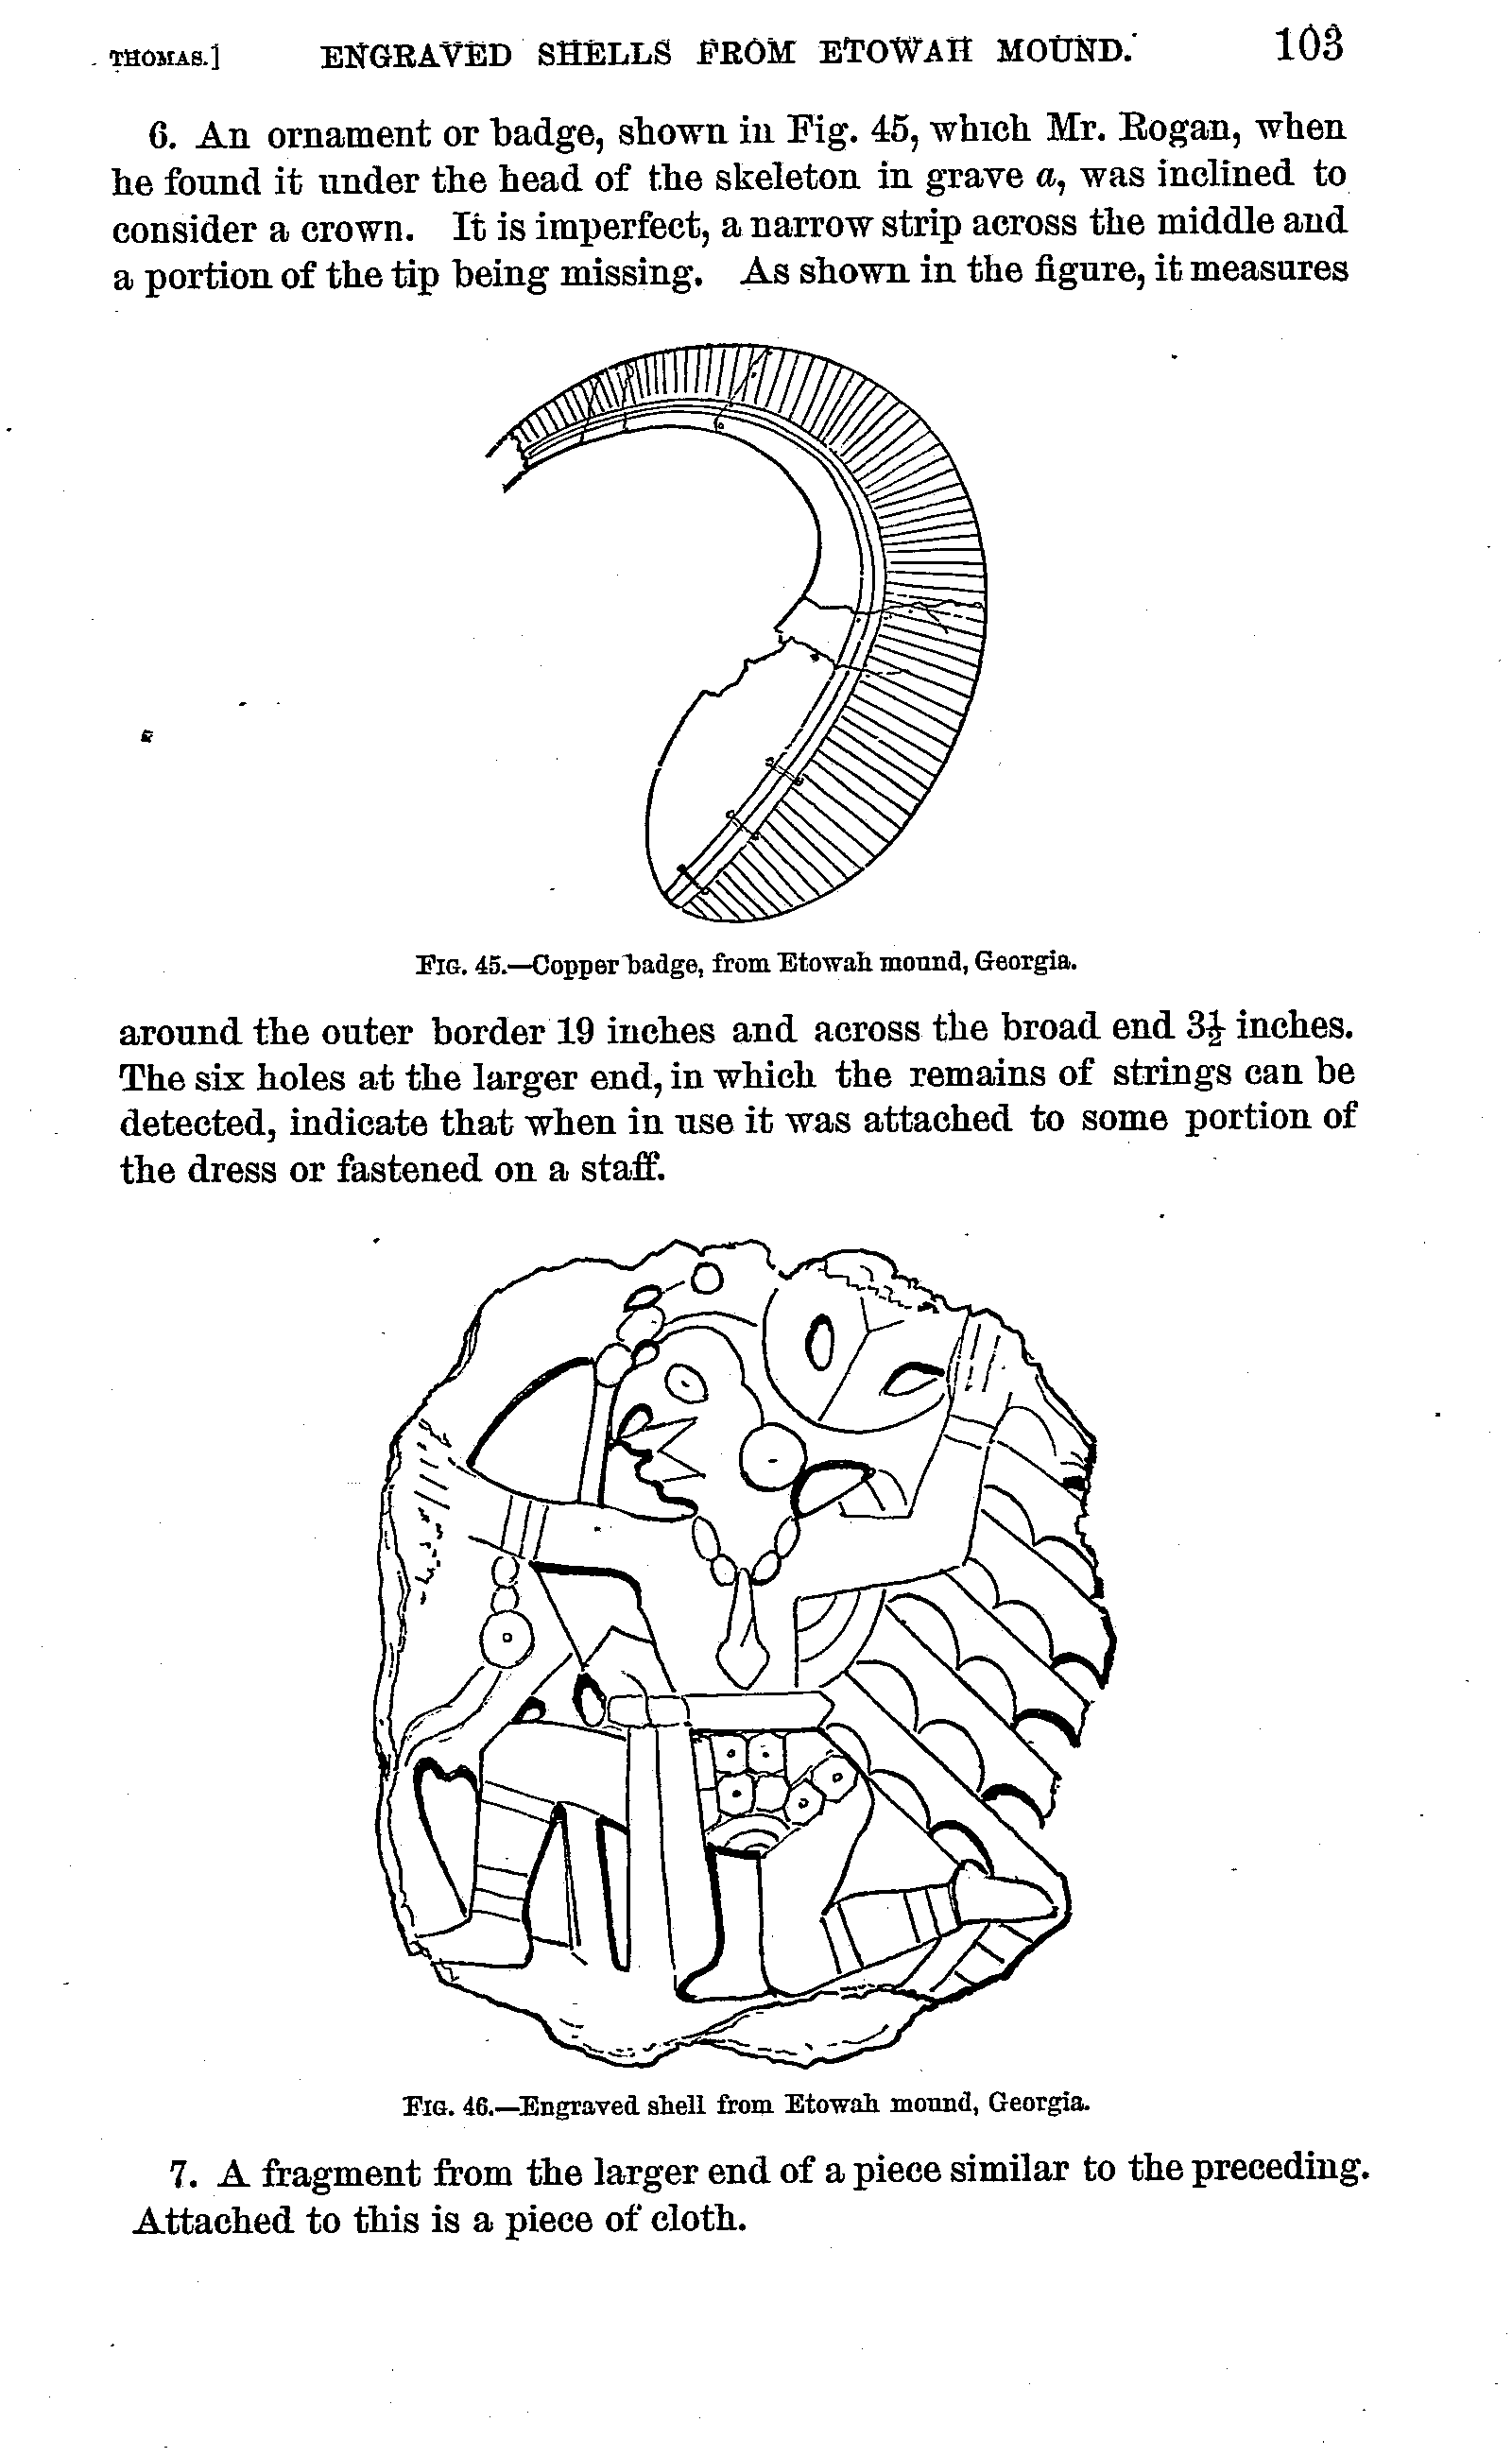 THOMAS.] ENGRAVED SHELLS FROM ETOWAH MOUND. 103
6. An ornament or badge, shown in Fig. 45, which Mr. Rogan, when
he found it under the head of the skeleton in grave a, was inclined to
consider a crown. It is imperfect, a narrow strip across the middle and
a portion of the tip being missing. As shown in the figure, it measures
FIG. 45.—Copper badge, from Etowah mound, Georgia.
around the outer border 19 inches and across the broad end 3½ inches.
The six holes at the larger end, in which the remains of strings can be
detected, indicate that when in use it was attached to some portion of
the dress or fastened on a staff.
FIG. 46.—Engraved shell from Etowah mound, Georgia.
7. A fragment from the larger end of a piece similar to the preceding.
Attached to this is a piece of cloth.